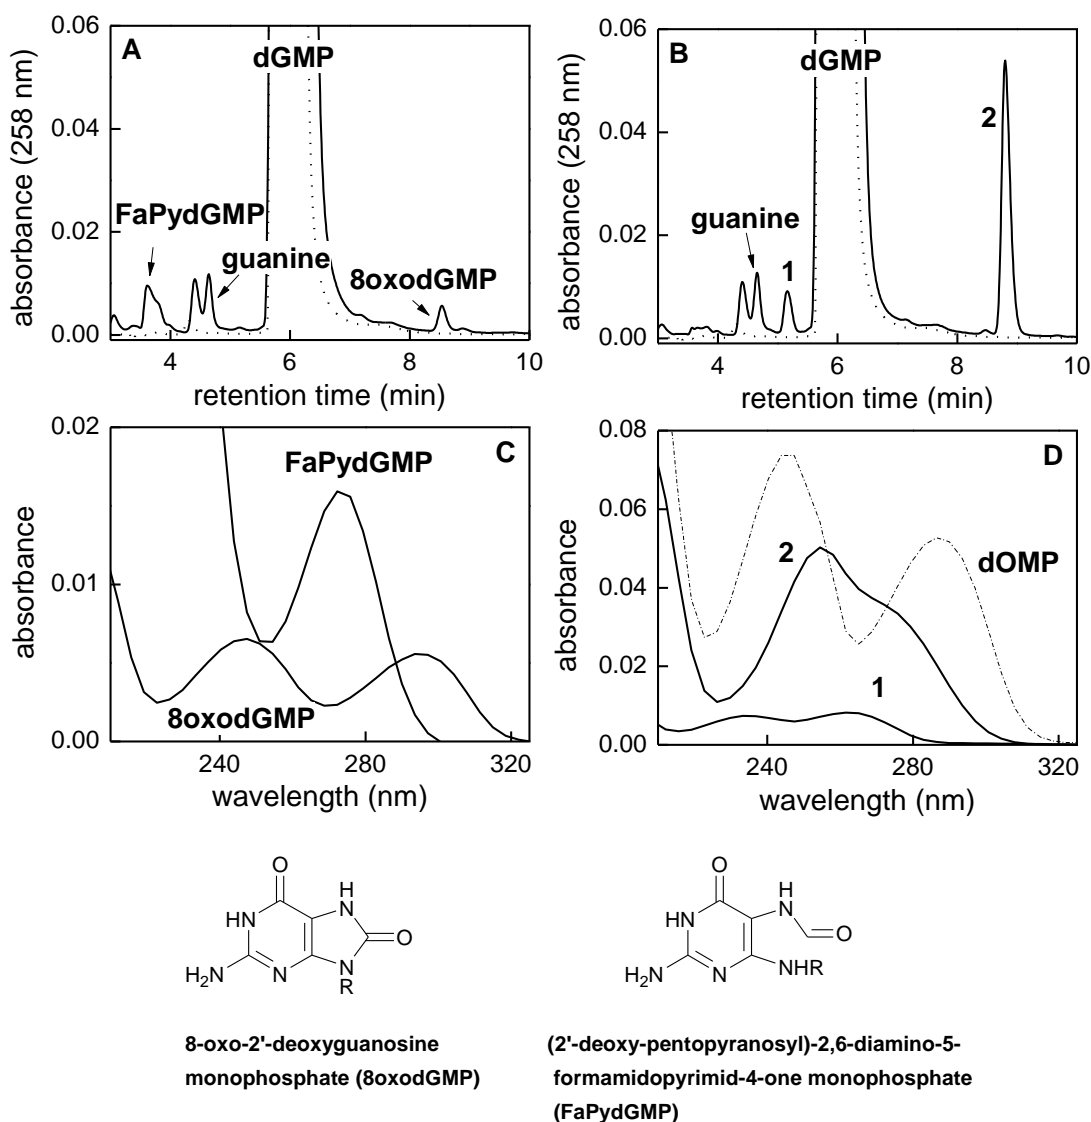 A
dGMP
FaPydGMP
guanine
8oxodGMP
absorbance (258 nm)
0.06
0.04
0.02
0.00
4 6 8 10
retention time (min)
B
dGMP
guanine
1
2
absorbance (258 nm)
0.06
0.04
0.02
0.00
4 6 8 10
retention time (min)
C
FaPydGMP
8oxodGMP
absorbance
0.02
0.01
0.00
240 280 320
wavelength (nm)
D
2
1
dOMP
absorbance
0.08
0.06
0.04
0.02
0.00
240 280 320
wavelength (nm)
O
HN
H
N
O
H2N
N
N
R
O
HN
H
N
O
H2N
N
NHR
8-oxo-2'-deoxyguanosine
monophosphate (8oxodGMP)
(2'-deoxy-pentopyranosyl)-2,6-diamino-5-
formamidopyrimid-4-one monophosphate
(FaPydGMP)